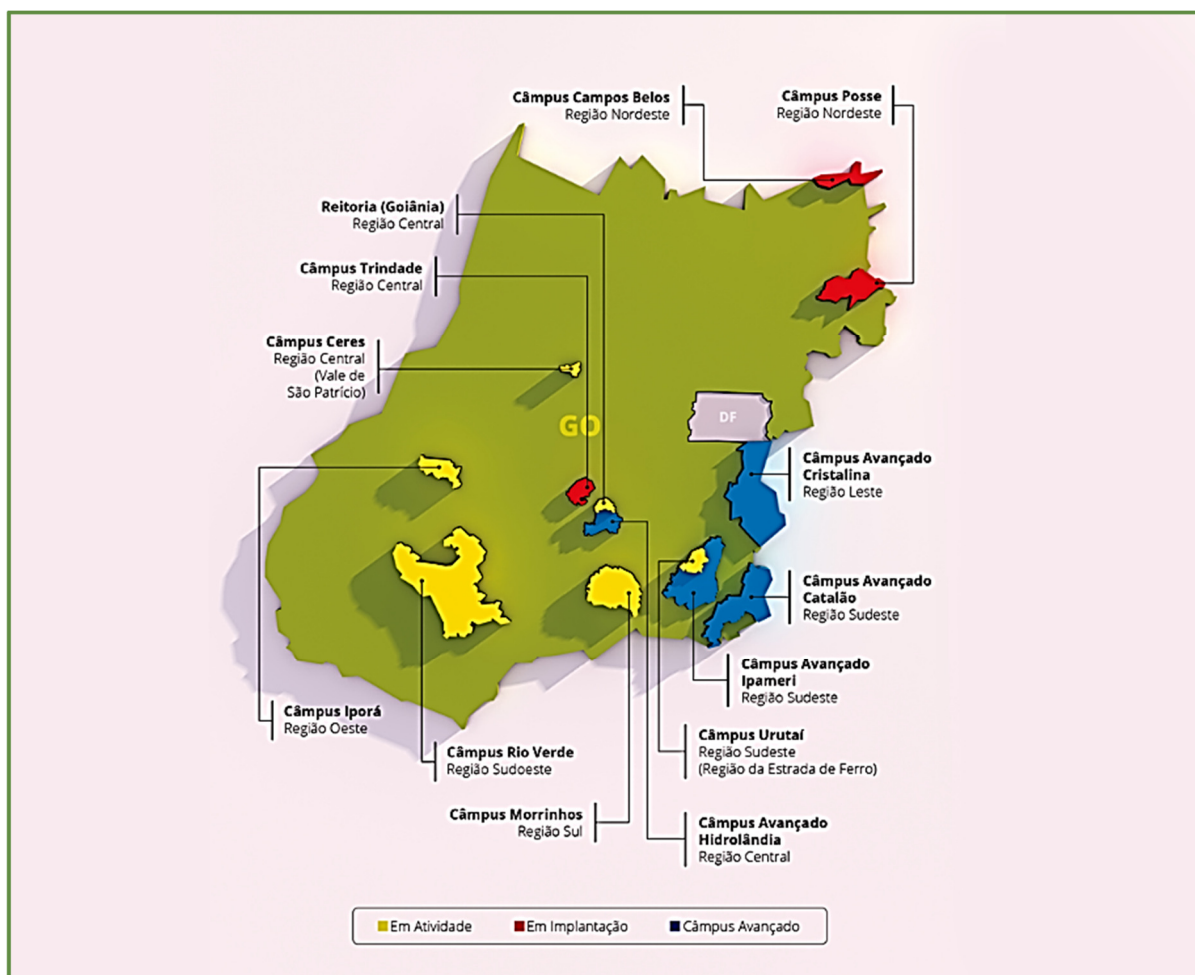 Câmpus Campos Belos
Região Nordeste
Câmpus Posse
Região Nordeste
Reitoria (Goiânia)
Região Central
Câmpus Trindade
Região Central
Câmpus Ceres
Região Central
(Vale de
São Patrício)
GO
DF
Câmpus Avançado
Cristalina
Região Leste
Câmpus Avançado
Catalão
Região Sudeste
Câmpus Avançado
Ipameri
Região Sudeste
Câmpus Iporá
Região Oeste
Câmpus Rio Verde
Região Sudoeste
Câmpus Urutaí
Região Sudeste
(Região da Estrada de Ferro)
Câmpus Morrinhos
Região Sul
Câmpus Avançado
Hidrolândia
Região Central
Em Atividade
Em Implantação
Câmpus Avançado